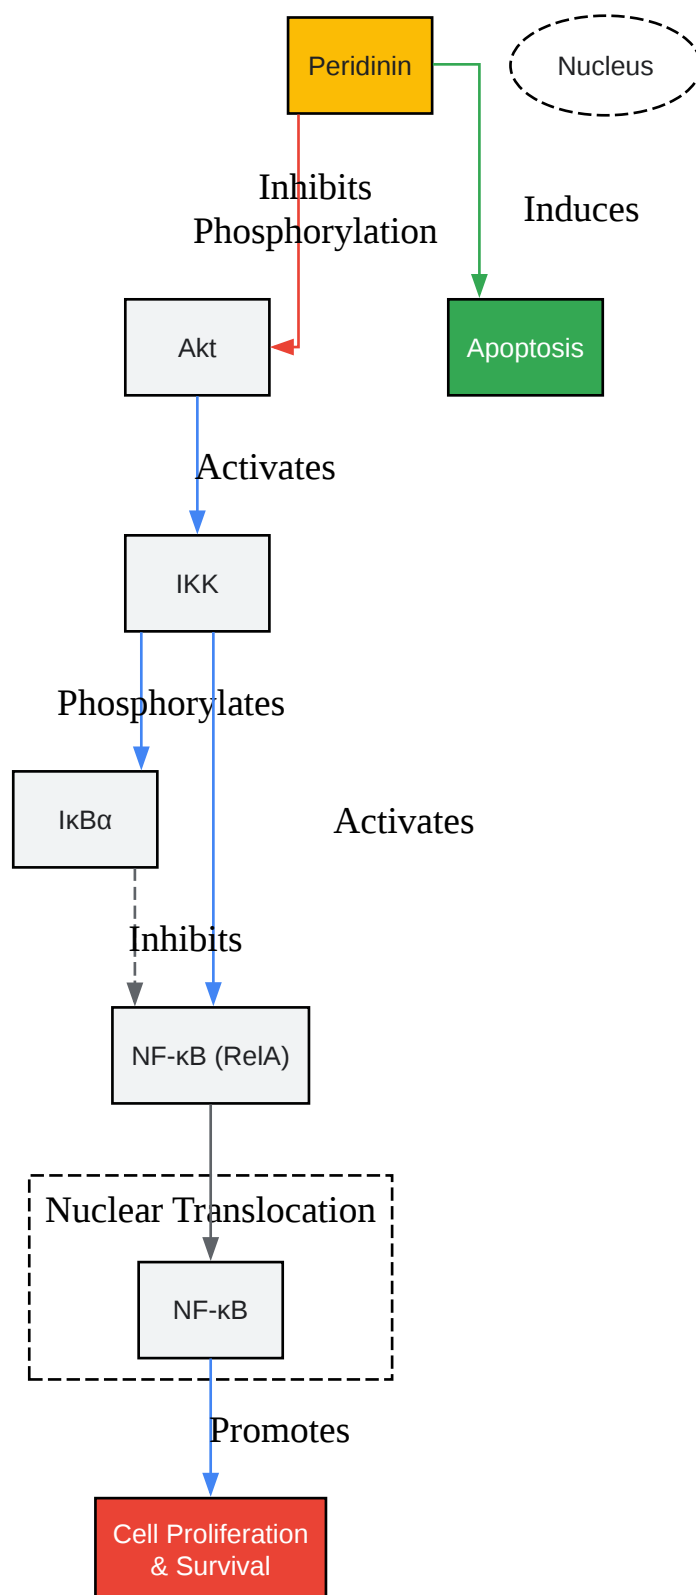 Peridinin
Nucleus
Inhibits
Phosphorylation
Induces
Akt
Apoptosis
Activates
IKK
Phosphorylates
IκBα
Activates
Inhibits
NF-κB (RelA)
Nuclear Translocation
NF-κB
Promotes
Cell Proliferation
& Survival